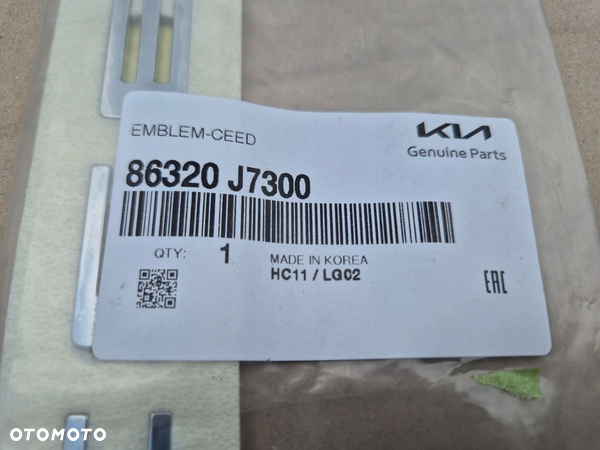 EMBLEM-CEED
KIA
Genuine Parts
86320 J7300
QTY: 1
MADE IN KOREA
HC11 / LG02
EAC
OTOMOTO